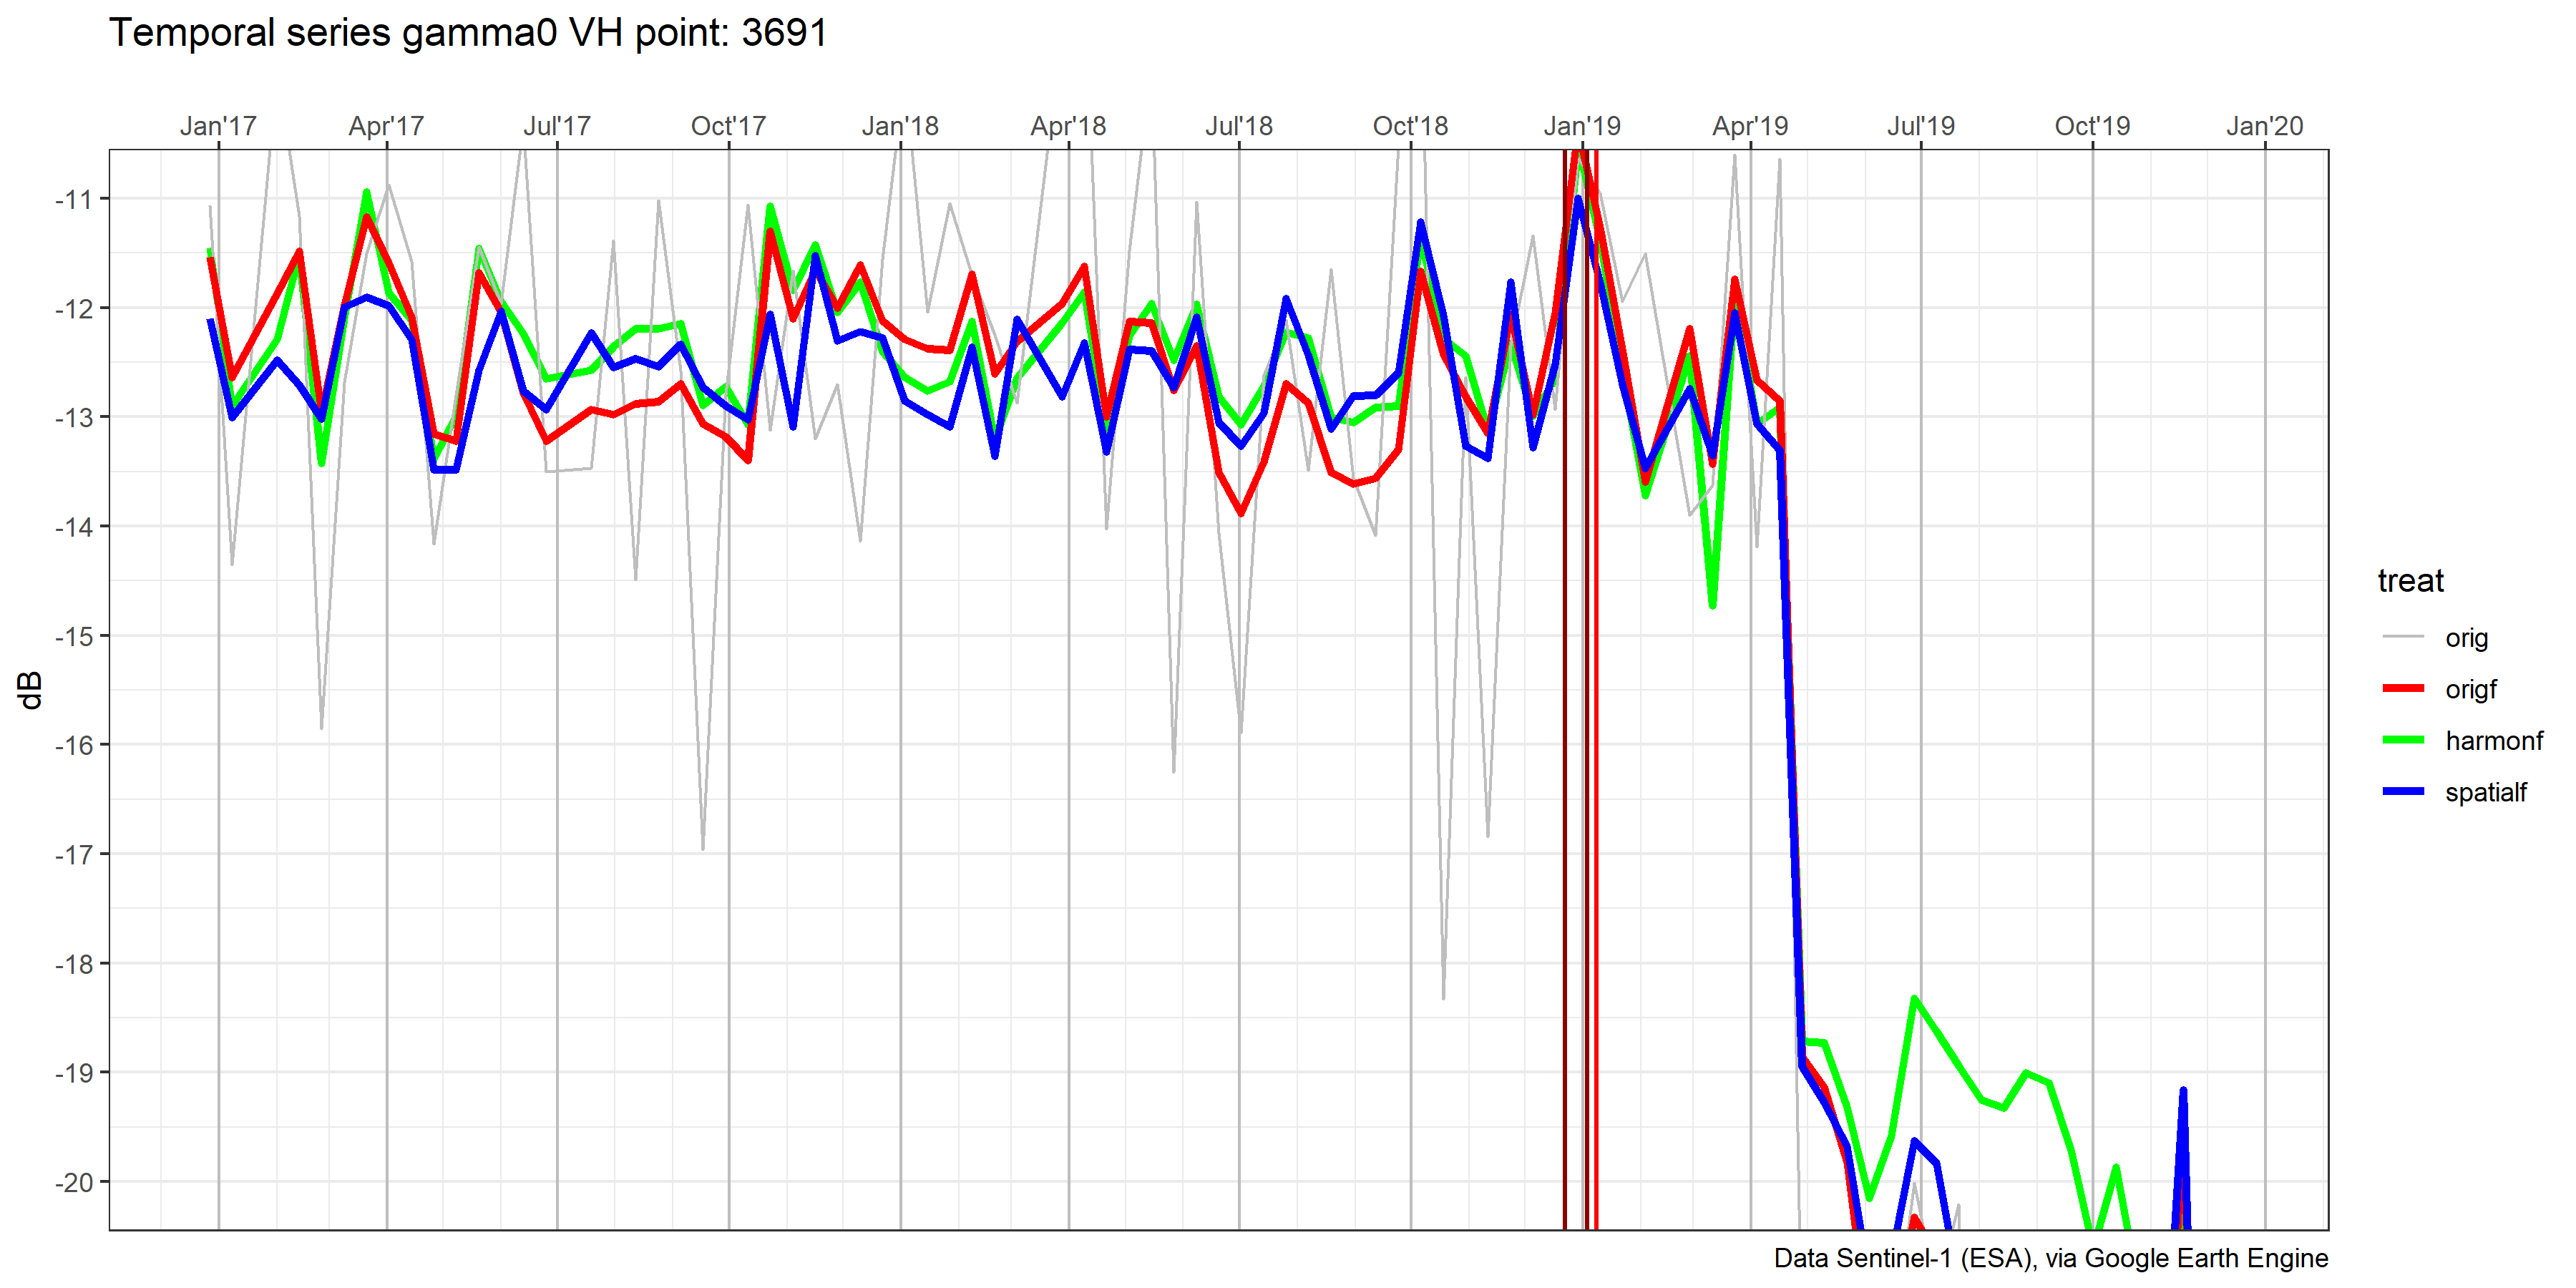 Temporal series gamma0 VH point: 3691
Jan'17 Apr'17 Jul'17 Oct'17 Jan'18 Apr'18 Jul'18 Oct'18 Jan'19 Apr'19 Jul'19 Oct'19 Jan'20
-11
-12
-13
-14
-15
-16
-17
-18
-19
-20
dB
treat
orig
origf
harmonf
spatialf
Data Sentinel-1 (ESA), via Google Earth Engine